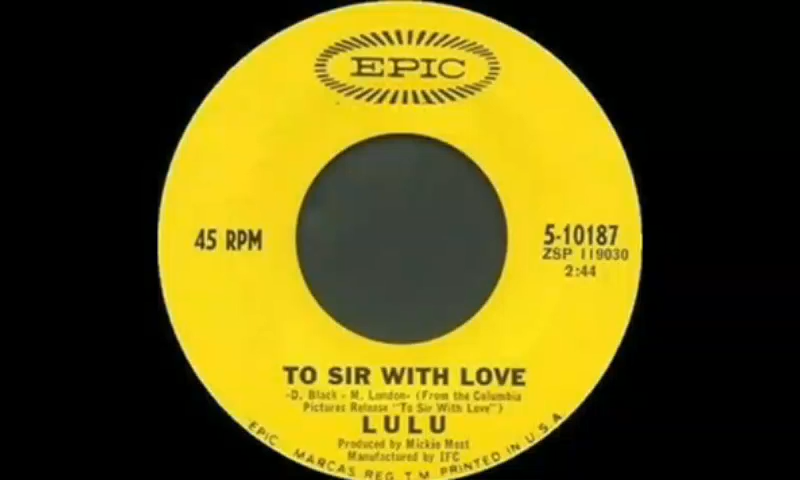 EPIC
45 RPM
5-10187
ZSP 119030
2:44
TO SIR WITH LOVE
-D. Black - M. London- (From the Columbia
Pictures Release "To Sir With Love")
LULU
Produced by Mickie Most
Manufactured by IFC
EPIC, MARCAS REG. T.M. PRINTED IN U.S.A.